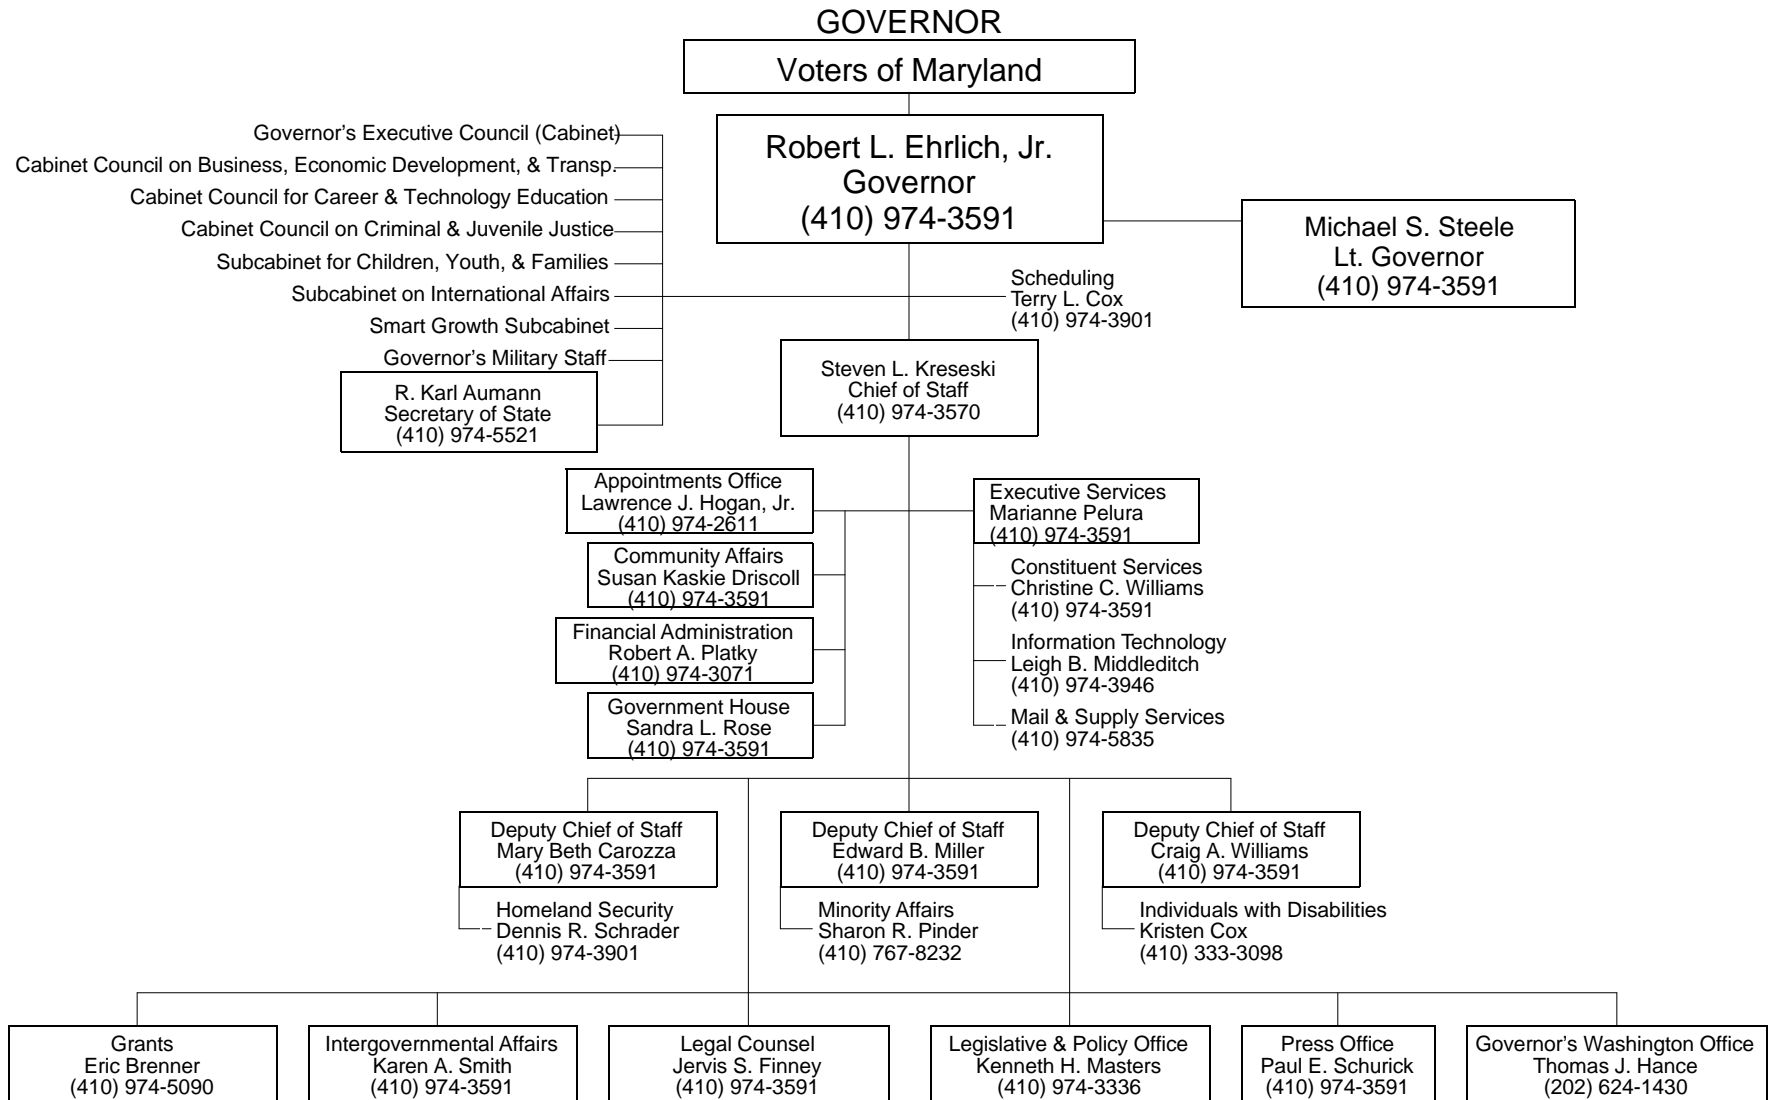 GOVERNOR
Voters of Maryland
Robert L. Ehrlich, Jr.
Governor
(410) 974-3591
Michael S. Steele
Lt. Governor
(410) 974-3591
Governor’s Executive Council (Cabinet)
Cabinet Council on Business, Economic Development, & Transp.
Cabinet Council for Career & Technology Education
Cabinet Council on Criminal & Juvenile Justice
Subcabinet for Children, Youth, & Families
Subcabinet on International Affairs
Smart Growth Subcabinet
Governor’s Military Staff
R. Karl Aumann
Secretary of State
(410) 974-5521
Scheduling
Terry L. Cox
(410) 974-3901
Steven L. Kreseski
Chief of Staff
(410) 974-3570
Appointments Office
Lawrence J. Hogan, Jr.
(410) 974-2611
Community Affairs
Susan Kaskie Driscoll
(410) 974-3591
Financial Administration
Robert A. Platky
(410) 974-3071
Government House
Sandra L. Rose
(410) 974-3591
Executive Services
Marianne Pelura
(410) 974-3591
Constituent Services
Christine C. Williams
(410) 974-3591
Information Technology
Leigh B. Middleditch
(410) 974-3946
Mail & Supply Services
(410) 974-5835
Deputy Chief of Staff
Mary Beth Carozza
(410) 974-3591
Homeland Security
Dennis R. Schrader
(410) 974-3901
Deputy Chief of Staff
Edward B. Miller
(410) 974-3591
Minority Affairs
Sharon R. Pinder
(410) 767-8232
Deputy Chief of Staff
Craig A. Williams
(410) 974-3591
Individuals with Disabilities
Kristen Cox
(410) 333-3098
Grants
Eric Brenner
(410) 974-5090
Intergovernmental Affairs
Karen A. Smith
(410) 974-3591
Legal Counsel
Jervis S. Finney
(410) 974-3591
Legislative & Policy Office
Kenneth H. Masters
(410) 974-3336
Press Office
Paul E. Schurick
(410) 974-3591
Governor’s Washington Office
Thomas J. Hance
(202) 624-1430